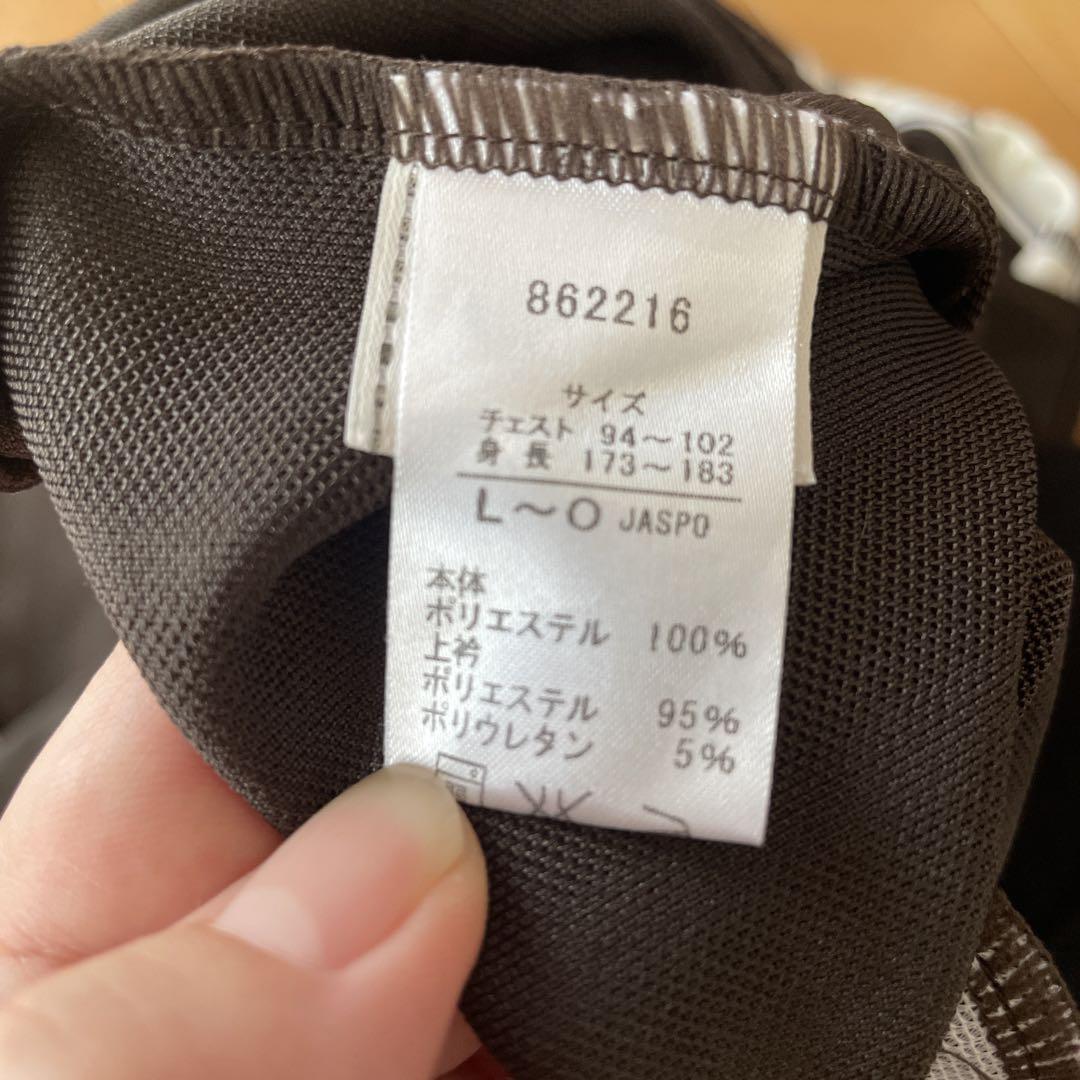 862216
サイズ
チェスト 94～102
身長 173～183
L～O JASPO
本体
ポリエステル 100%
上衿
ポリエステル 95%
ポリウレタン 5%